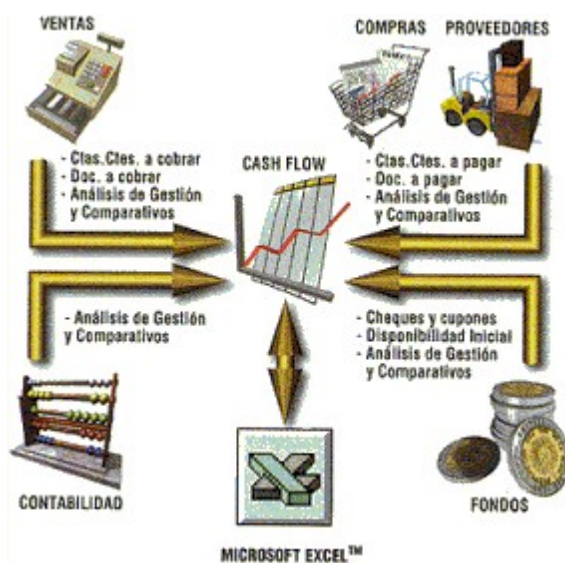 VENTAS
COMPRAS
PROVEEDORES
- Ctas.Ctes. a cobrar
- Doc. a cobrar
- Análisis de Gestión
y Comparativos
CASH FLOW
- Ctas.Ctes. a pagar
- Doc. a pagar
- Análisis de Gestión
y Comparativos
- Análisis de Gestión
y Comparativos
- Cheques y cupones
- Disponibilidad Inicial
- Análisis de Gestión
y Comparativos
CONTABILIDAD
FONDOS
MICROSOFT EXCEL™